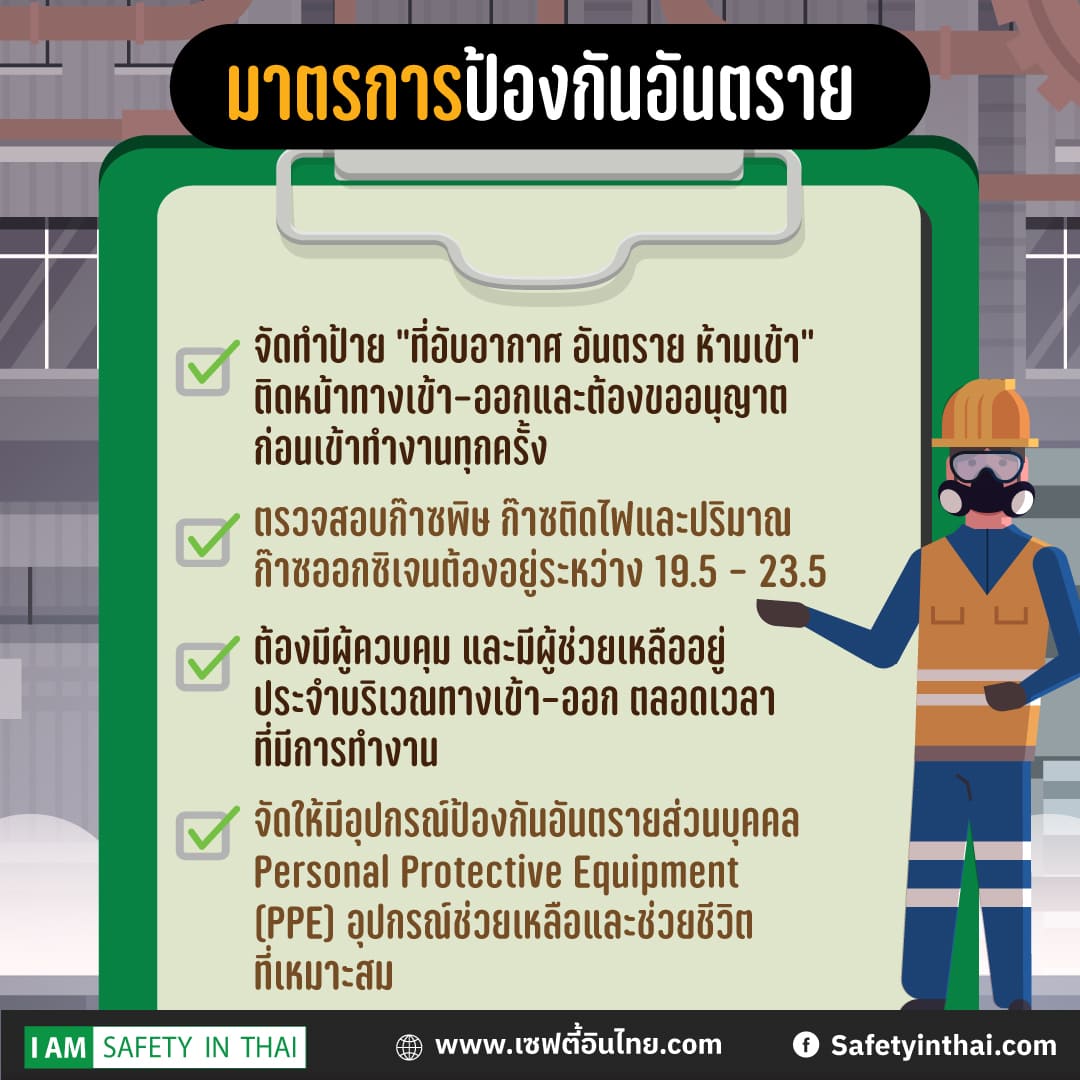 มาตรการป้องกันอันตราย
จัดทำป้าย "ที่อับอากาศ อันตราย ห้ามเข้า"
ติดหน้าทางเข้า-ออกและต้องขออนุญาต
ก่อนเข้าทำงานทุกครั้ง
ตรวจสอบก๊าซพิษ ก๊าซติดไฟและปริมาณ
ก๊าซออกซิเจนต้องอยู่ระหว่าง 19.5 - 23.5
ต้องมีผู้ควบคุม และมีผู้ช่วยเหลืออยู่
ประจำบริเวณทางเข้า-ออก ตลอดเวลา
ที่มีการทำงาน
จัดให้มีอุปกรณ์ป้องกันอันตรายส่วนบุคคล
Personal Protective Equipment
(PPE) อุปกรณ์ช่วยเหลือและช่วยชีวิต
ที่เหมาะสม
I AM SAFETY IN THAI
www.เซฟตี้อินไทย.com
Safetyinthai.com